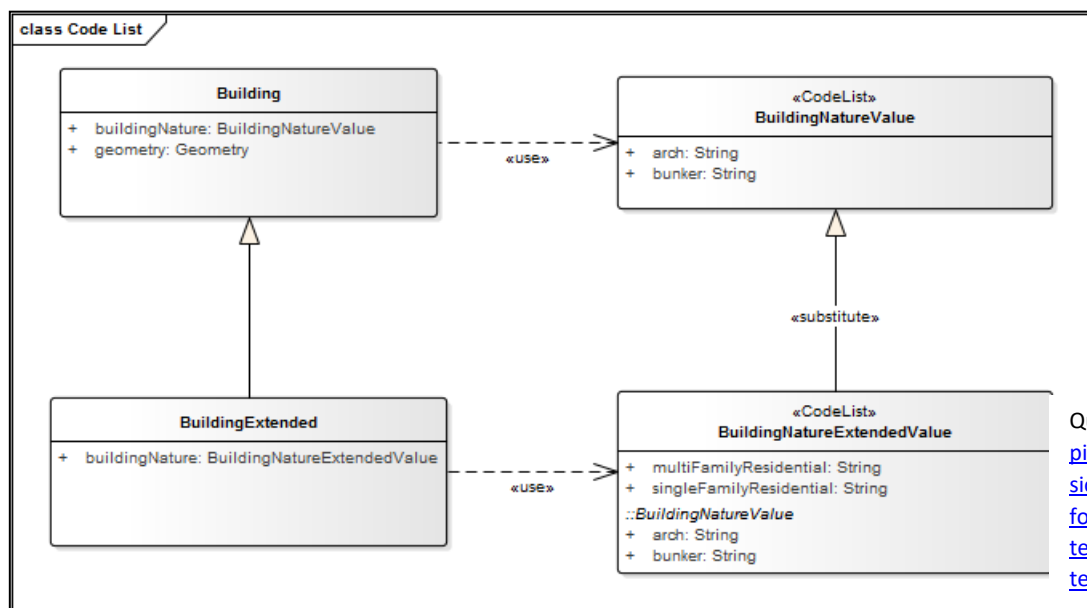 class Code List
Building
+ buildingNature: BuildingNatureValue
+ geometry: Geometry
«use»
«CodeList»
BuildingNatureValue
+ arch: String
+ bunker: String
«substitute»
BuildingExtended
+ buildingNature: BuildingNatureExtendedValue
«use»
«CodeList»
BuildingNatureExtendedValue
+ multiFamilyResidential: String
+ singleFamilyResidential: String
::BuildingNatureValue
+ arch: String
+ bunker: String